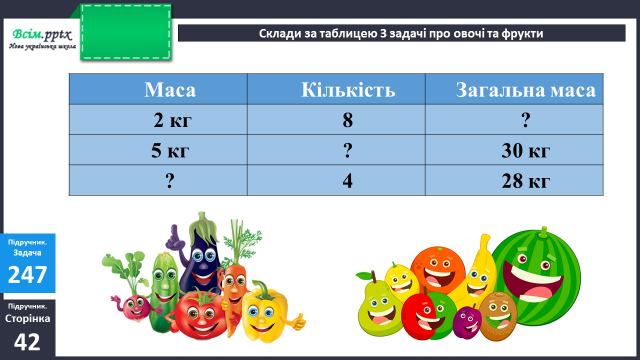 Всім.pptx
Нова українська школа
Склади за таблицею 3 задачі про овочі та фрукти
Маса Кількість Загальна маса
2 кг 8 ?
5 кг ? 30 кг
? 4 28 кг
Підручник.
Задача
247
Підручник.
Сторінка
42